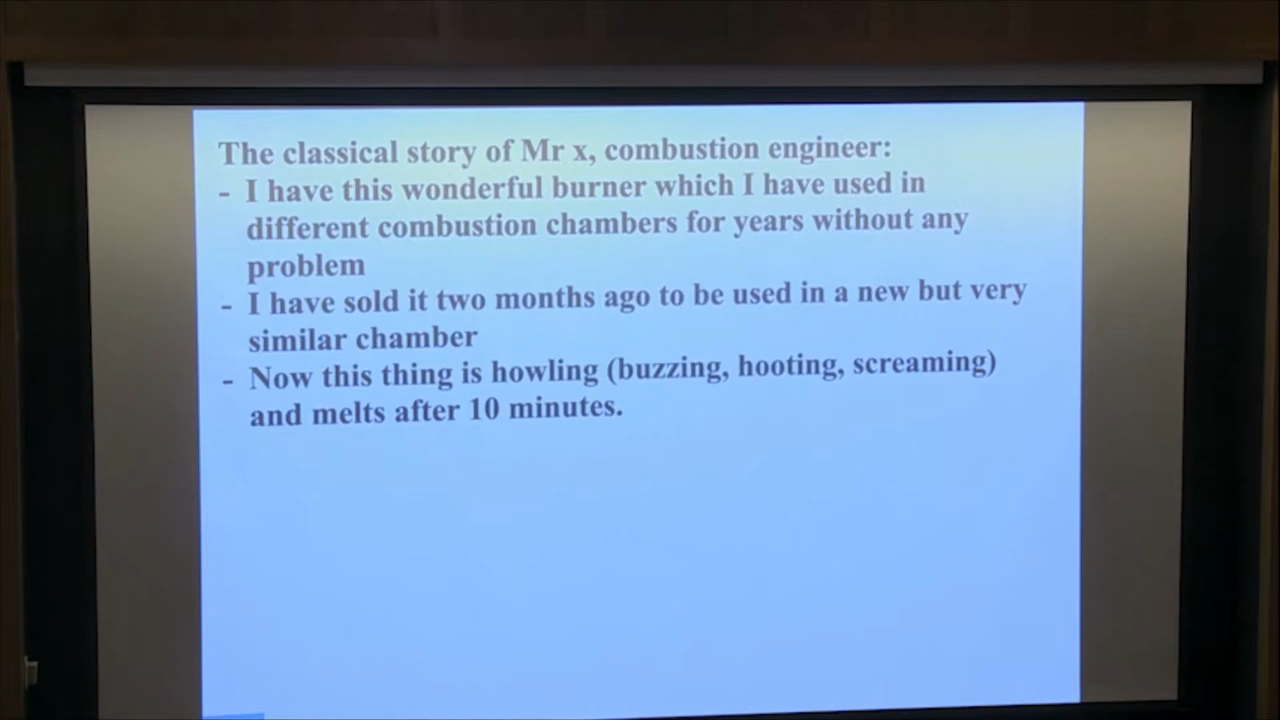 The classical story of Mr x, combustion engineer:
- I have this wonderful burner which I have used in
different combustion chambers for years without any
problem
- I have sold it two months ago to be used in a new but very
similar chamber
- Now this thing is howling (buzzing, hooting, screaming)
and melts after 10 minutes.